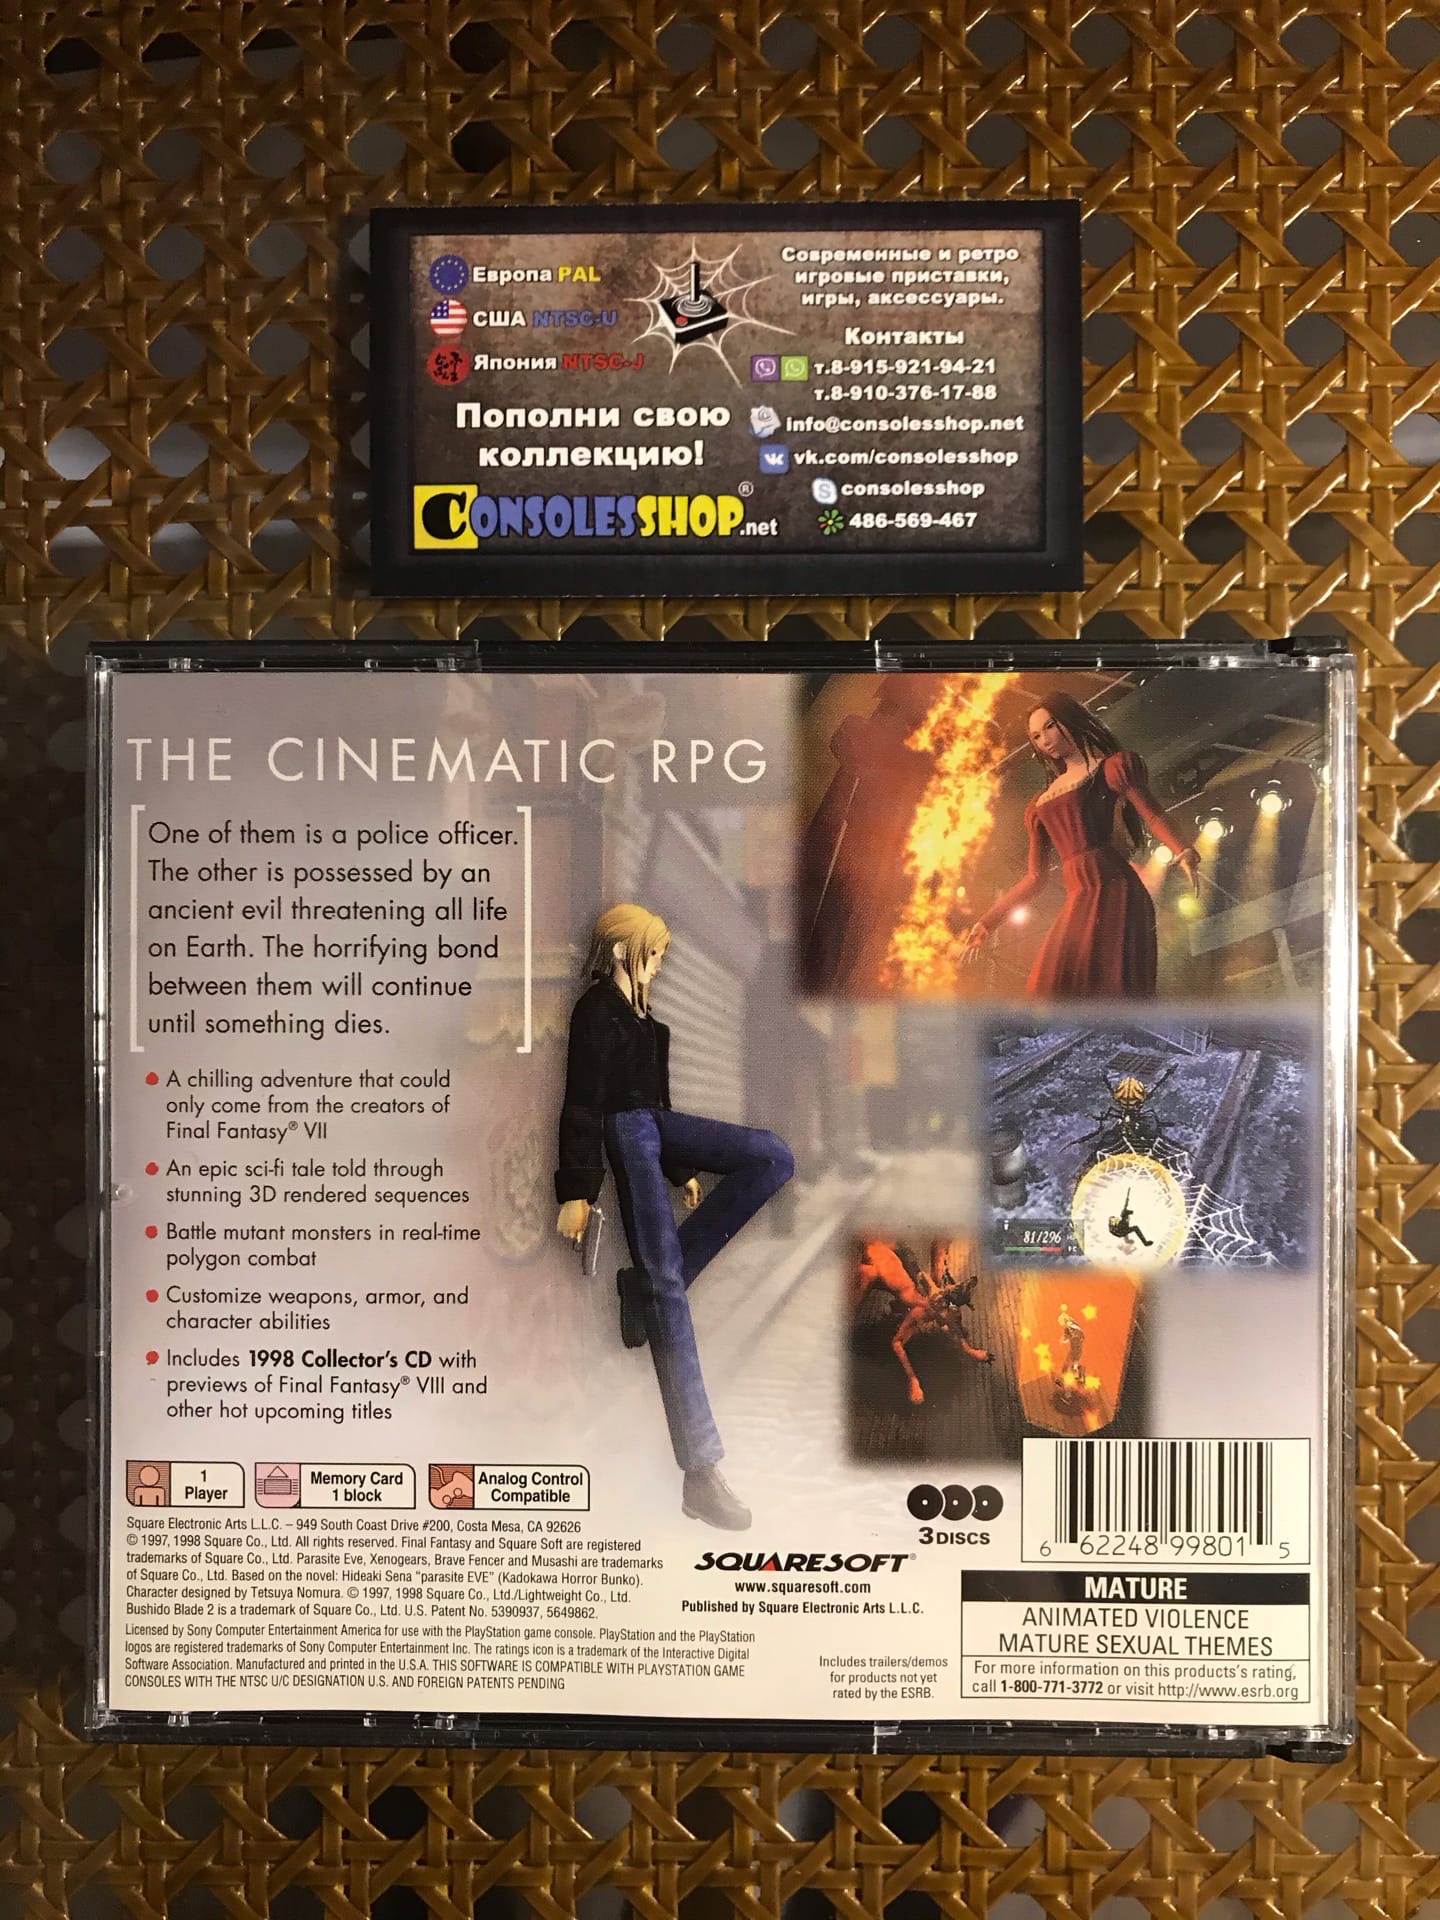 Европа PAL
США NTSC-U
Япония NTSC-J
Пополни свою
коллекцию!
CONSOLESSHOP.net
®
Современные и ретро
игровые приставки,
игры, аксессуары.
Контакты
т.8-915-921-94-21
т.8-910-376-17-88
info@consolesshop.net
vk.com/consolesshop
consolesshop
486-569-467
THE CINEMATIC RPG
One of them is a police officer.
The other is possessed by an
ancient evil threatening all life
on Earth. The horrifying bond
between them will continue
until something dies.
A chilling adventure that could
only come from the creators of
Final Fantasy® VII
An epic sci-fi tale told through
stunning 3D rendered sequences
Battle mutant monsters in real-time
polygon combat
Customize weapons, armor, and
character abilities
Includes 1998 Collector's CD with
previews of Final Fantasy® VIII and
other hot upcoming titles
81/296
1
Player
Memory Card
1 block
Analog Control
Compatible
Square Electronic Arts L.L.C. – 949 South Coast Drive #200, Costa Mesa, CA 92626
© 1997, 1998 Square Co., Ltd. All rights reserved. Final Fantasy and Square Soft are registered
trademarks of Square Co., Ltd. Parasite Eve, Xenogears, Brave Fencer and Musashi are trademarks
of Square Co., Ltd. Based on the novel: Hideaki Sena "parasite EVE" (Kadokawa Horror Bunko).
Character designed by Tetsuya Nomura. © 1997, 1998 Square Co., Ltd./Lightweight Co., Ltd.
Bushido Blade 2 is a trademark of Square Co., Ltd. U.S. Patent No. 5390937, 5649862.
Licensed by Sony Computer Entertainment America for use with the PlayStation game console. PlayStation and the PlayStation
logos are registered trademarks of Sony Computer Entertainment Inc. The ratings icon is a trademark of the Interactive Digital
Software Association. Manufactured and printed in the U.S.A. THIS SOFTWARE IS COMPATIBLE WITH PLAYSTATION GAME
CONSOLES WITH THE NTSC U/C DESIGNATION U.S. AND FOREIGN PATENTS PENDING
SQUARESOFT®
www.squaresoft.com
Published by Square Electronic Arts L.L.C.
3 DISCS
6 62248 99801 5
Includes trailers/demos
for products not yet
rated by the ESRB.
MATURE
ANIMATED VIOLENCE
MATURE SEXUAL THEMES
For more information on this products's rating,
call 1-800-771-3772 or visit http://www.esrb.org